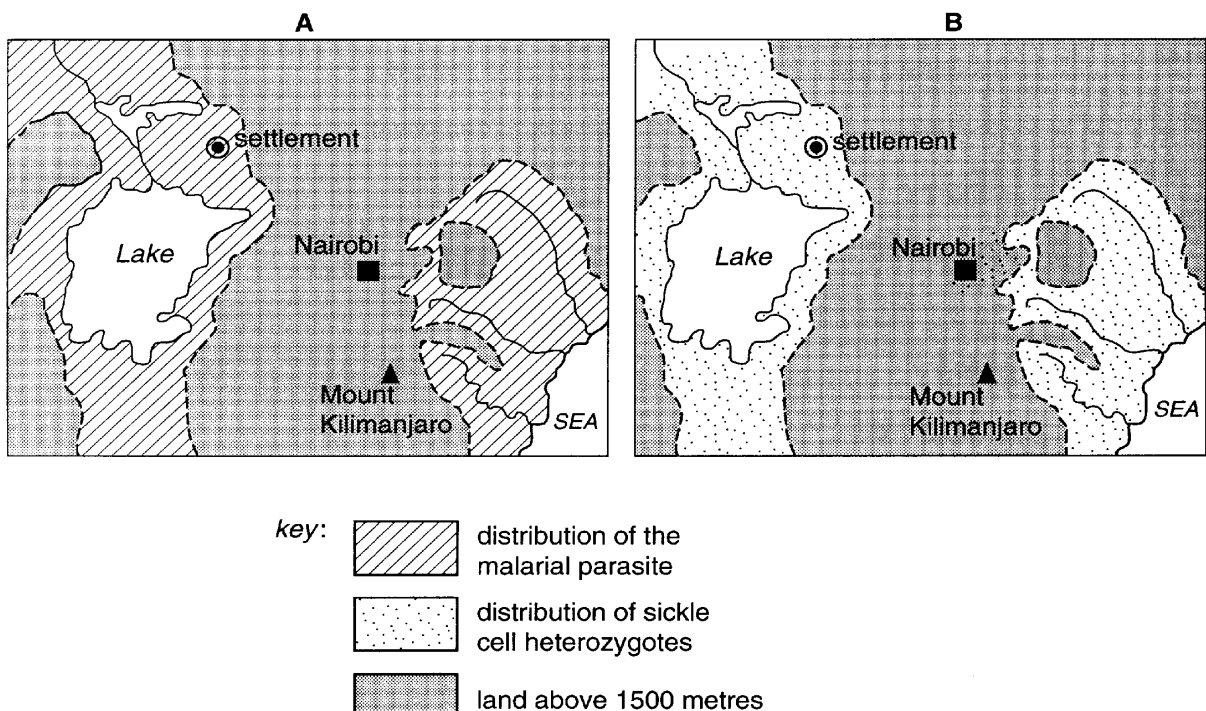 A
settlement
Lake
Nairobi
Mount
Kilimanjaro
SEA
B
settlement
Lake
Nairobi
Mount
Kilimanjaro
SEA
key:
distribution of the
malarial parasite
distribution of sickle
cell heterozygotes
land above 1500 metres